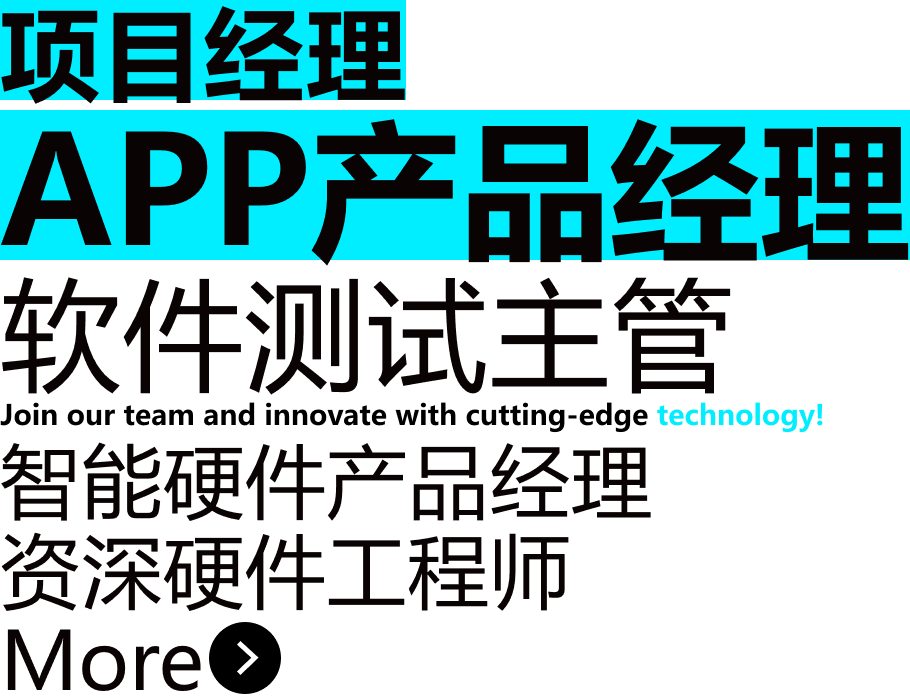 项目经理
APP产品经理
软件测试主管
Join our team and innovate with cutting-edge technology!
智能硬件产品经理
资深硬件工程师
More